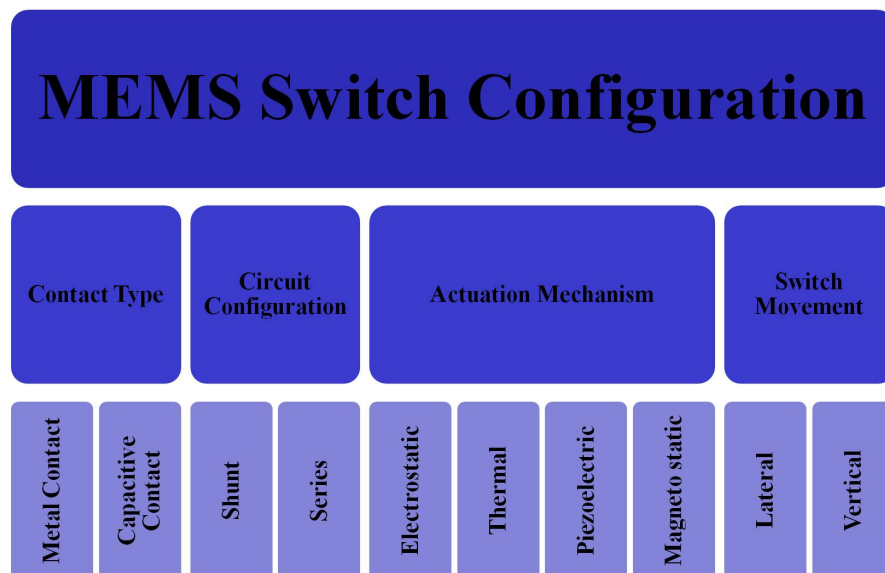 MEMS Switch Configuration
Contact Type
Circuit
Configuration
Actuation Mechanism
Switch
Movement
Metal Contact
Capacitive
Contact
Shunt
Series
Electrostatic
Thermal
Piezoelectric
Magneto static
Lateral
Vertical